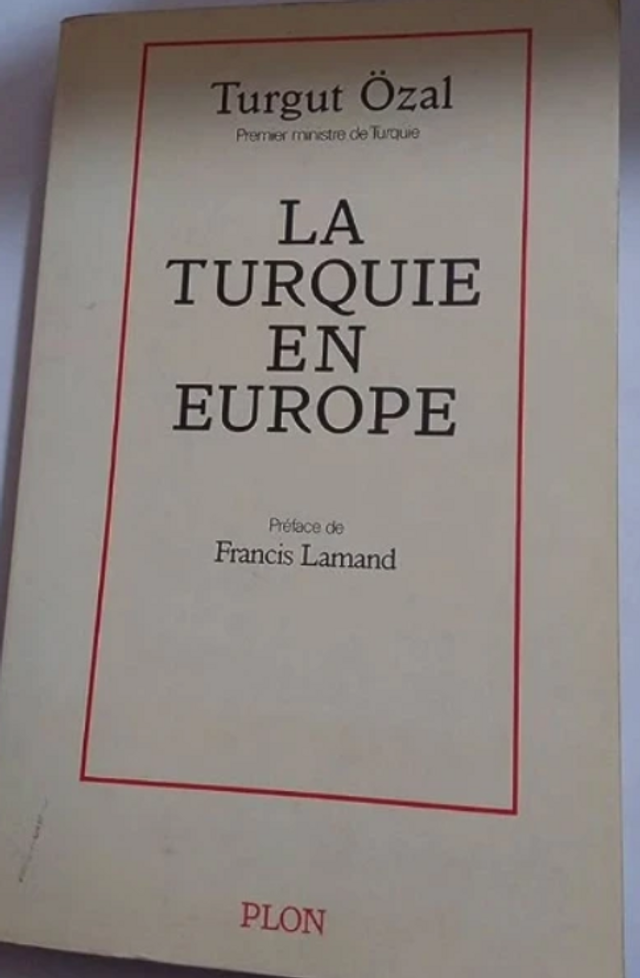 Turgut Özal
Premier ministre de Turquie
LA
TURQUIE
EN
EUROPE
Préface de
Francis Lamand
PLON